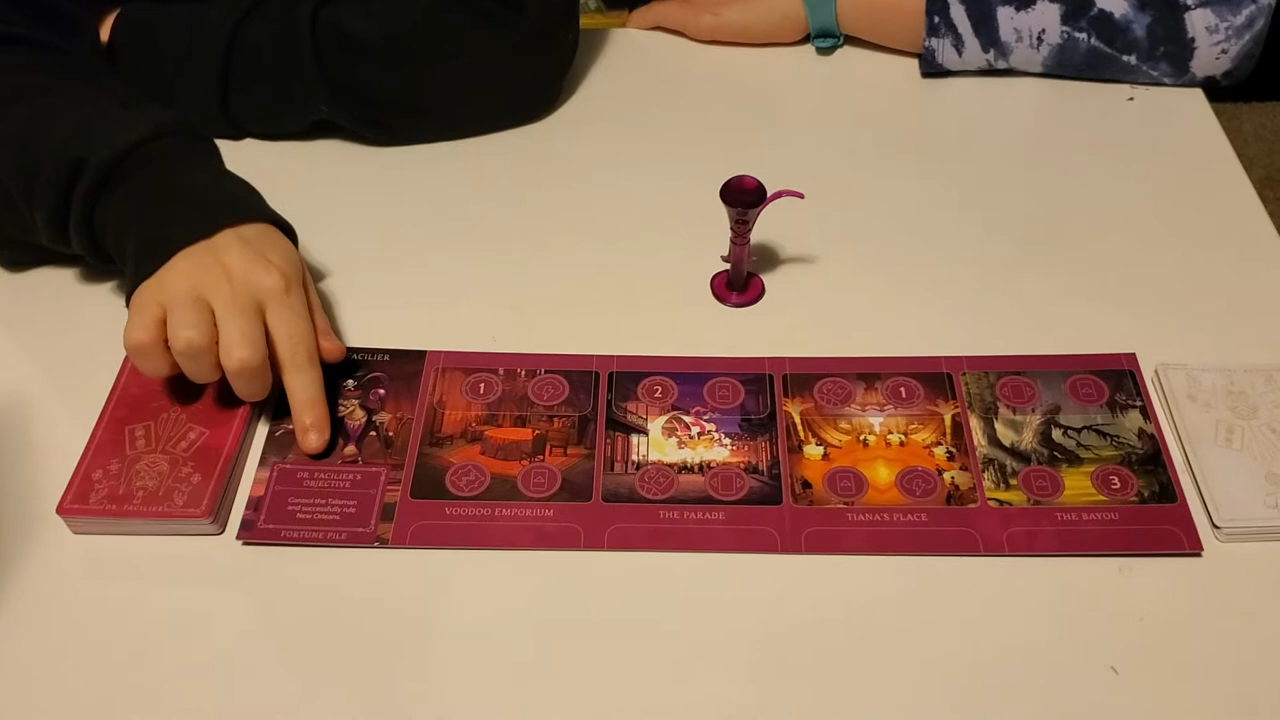 FACILIER
DR. FACILIER'S
OBJECTIVE
Control the Talisman
and successfully rule
New Orleans.
FORTUNE PILE
DR. FACILIER
1
VOODOO EMPORIUM
2
THE PARADE
1
TIANA'S PLACE
3
THE BAYOU